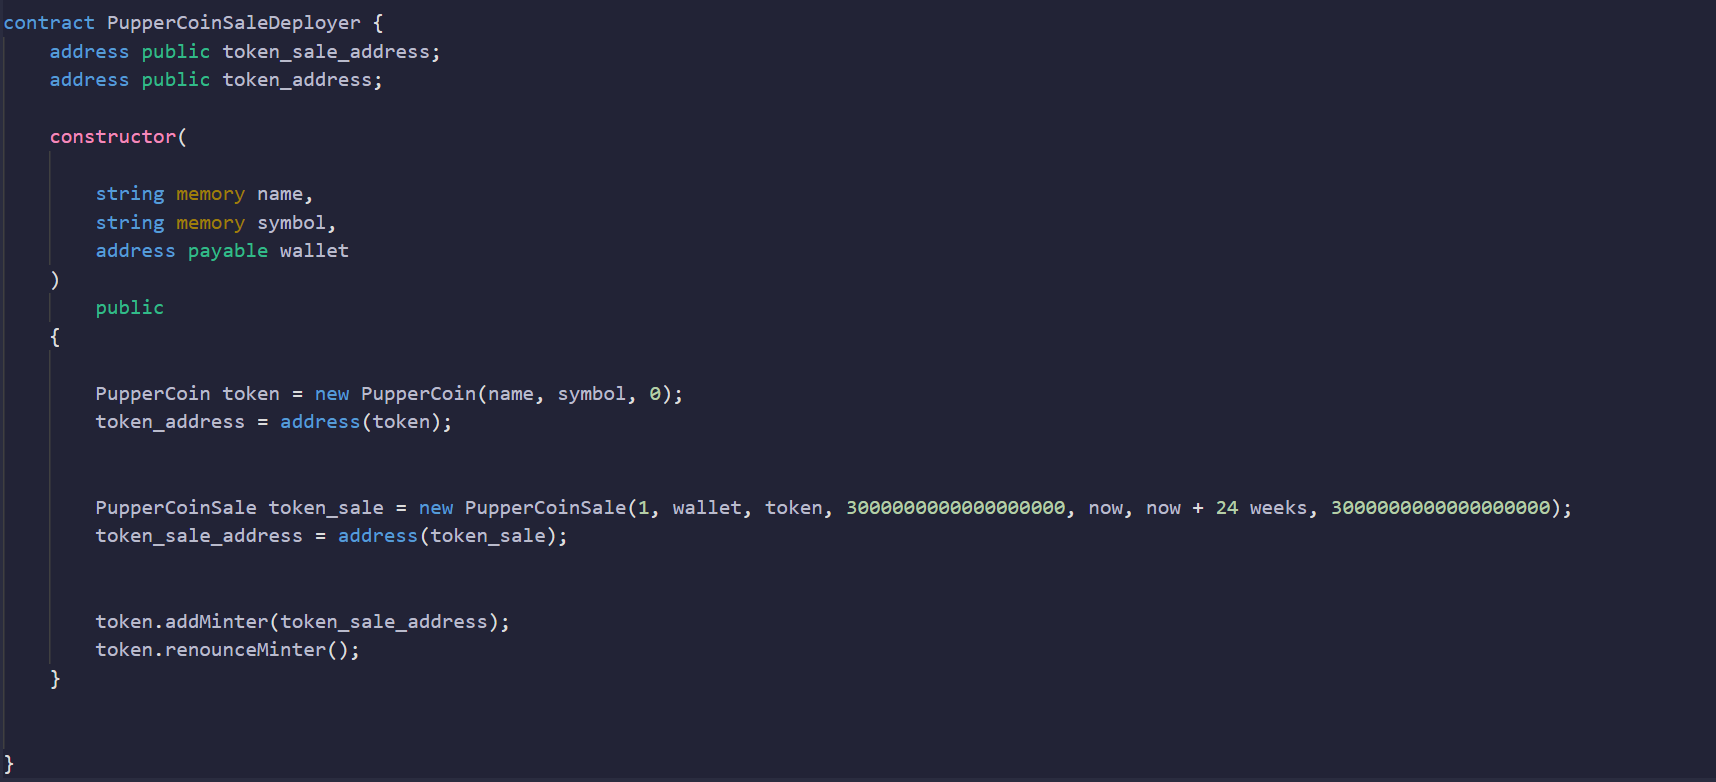 contract PupperCoinSaleDeployer {
    address public token_sale_address;
    address public token_address;
    constructor(
        string memory name,
        string memory symbol,
        address payable wallet
    )
        public
    {
        PupperCoin token = new PupperCoin(name, symbol, 0);
        token_address = address(token);
        PupperCoinSale token_sale = new PupperCoinSale(1, wallet, token, 3000000000000000000, now, now + 24 weeks, 3000000000000000000);
        token_sale_address = address(token_sale);
        token.addMinter(token_sale_address);
        token.renounceMinter();
    }
}